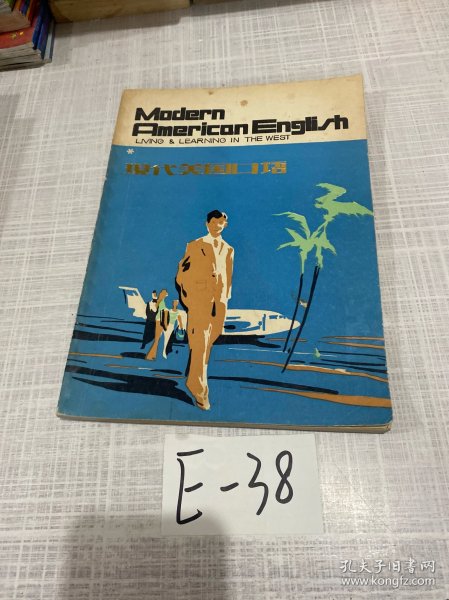 Modern
American English
LIVING & LEARNING IN THE WEST
*
现代美国口语
E-38
孔夫子旧书网
www.kongfz.com